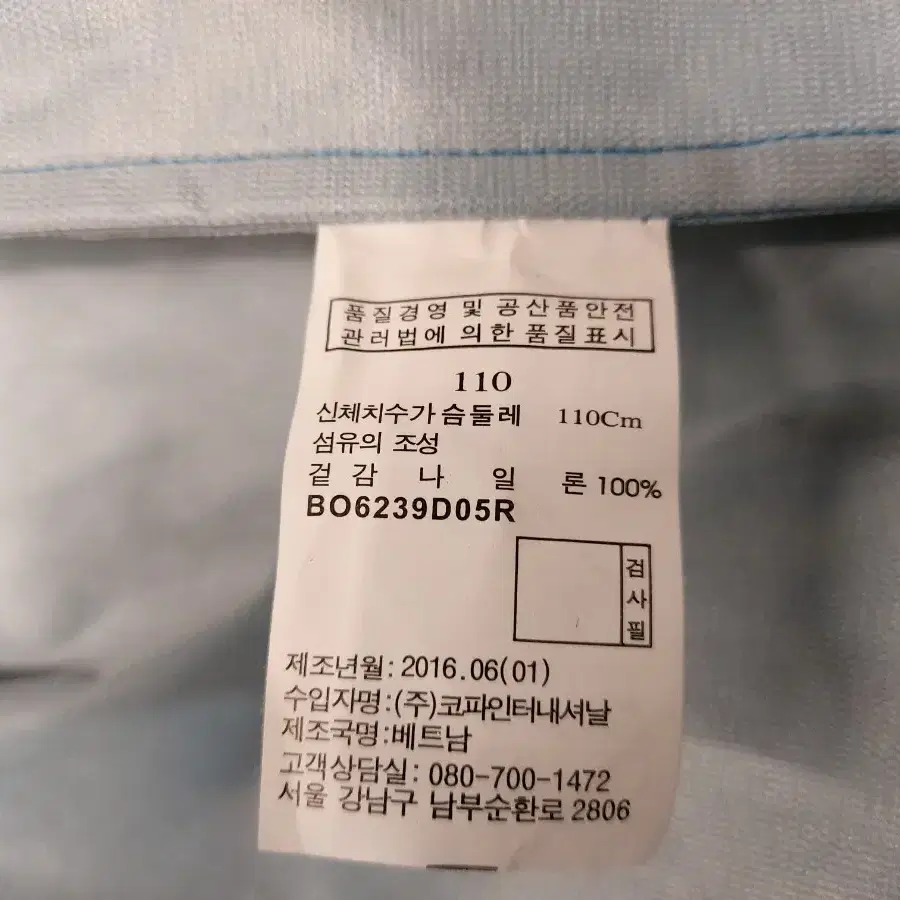 품질경영 및 공산품안전
관러법에 의한 품질표시
110
신체치수가슴둘레 110Cm
섬유의 조성
겉감 나 일 론 100%
BO6239D05R
검사필
제조년월: 2016.06(01)
수입자명:(주)코파인터내셔날
제조국명:베트남
고객상담실: 080-700-1472
서울 강남구 남부순환로 2806